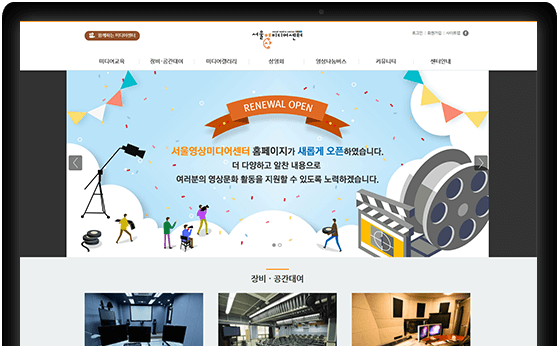 함께하는 미디어센터
서울영상미디어센터
로그인 | 회원가입 | 사이트맵
미디어교육 장비·공간대여 미디어갤러리 상영회 영상나눔버스 커뮤니티 센터안내
RENEWAL OPEN
서울영상미디어센터 홈페이지가 새롭게 오픈하였습니다.
더 다양하고 알찬 내용으로
여러분의 영상문화 활동을 지원할 수 있도록 노력하겠습니다.
장비·공간대여